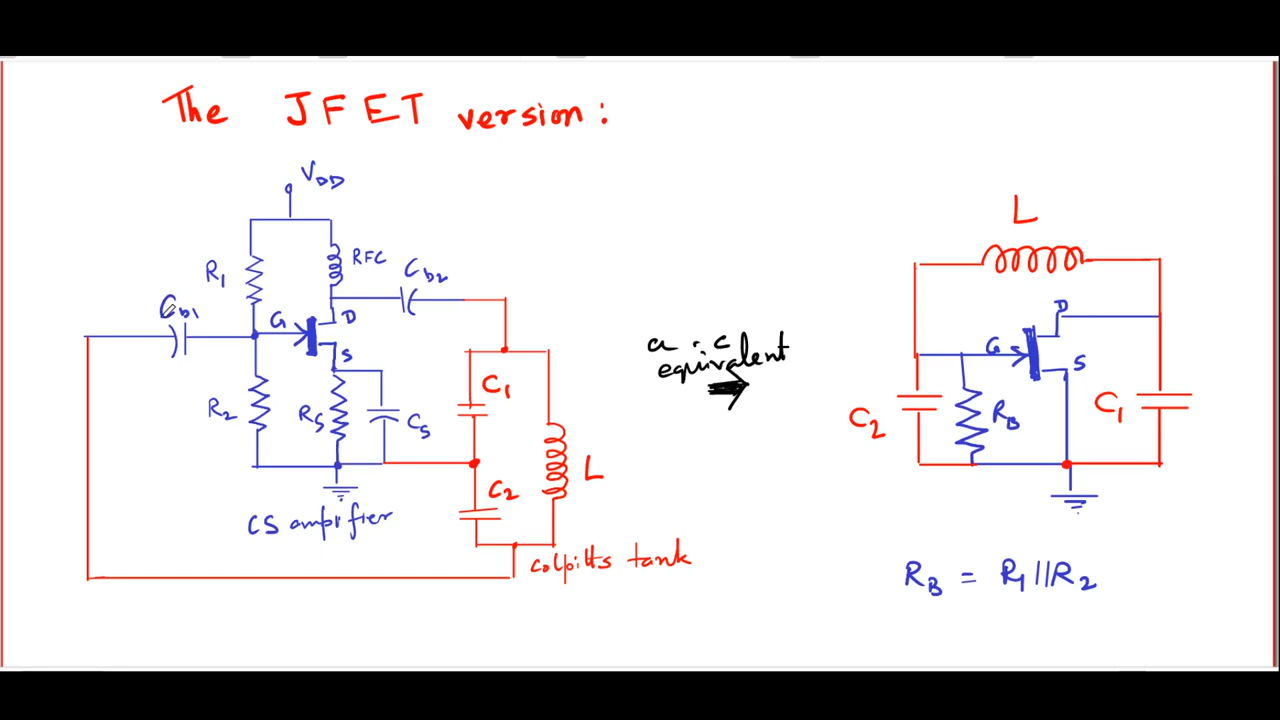 The JFET version:
VDD
R1
RFC
Cb2
Cb1
G
D
S
R2
RS
CS
C1
C2
L
CS amplifier
colpitts tank
a.c
equivalent
L
D
G
S
C2
RB
C1
RB = R1 || R2